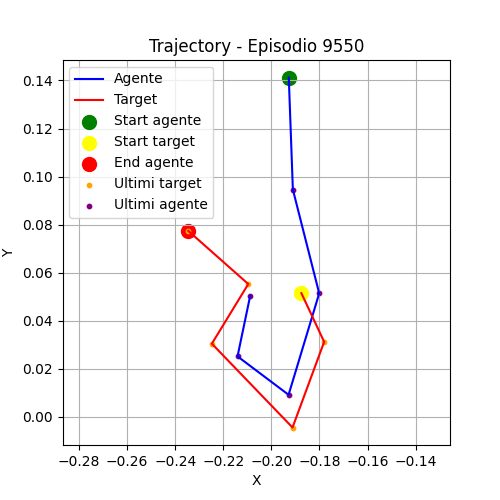 Trajectory - Episodio 9550
Agente
Target
Start agente
Start target
End agente
Ultimi target
Ultimi agente
0.14
0.12
0.10
0.08
0.06
0.04
0.02
0.00
Y
−0.28 −0.26 −0.24 −0.22 −0.20 −0.18 −0.16 −0.14
X